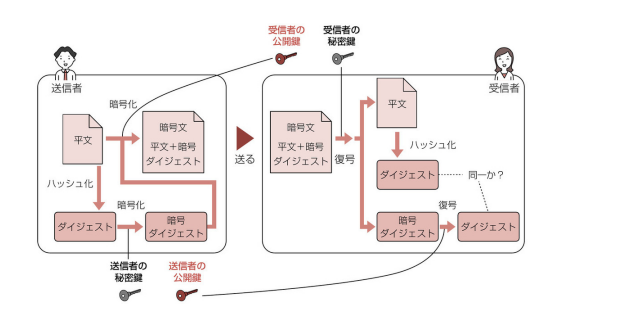 受信者の
公開鍵
受信者の
秘密鍵
送信者
受信者
暗号化
平文
暗号文
平文＋暗号
ダイジェスト
ハッシュ化
暗号化
ダイジェスト
暗号
ダイジェスト
送信者の
秘密鍵
送信者の
公開鍵
送る
暗号文
平文＋暗号
ダイジェスト
復号
平文
ハッシュ化
ダイジェスト
同一か？
復号
暗号
ダイジェスト
ダイジェスト